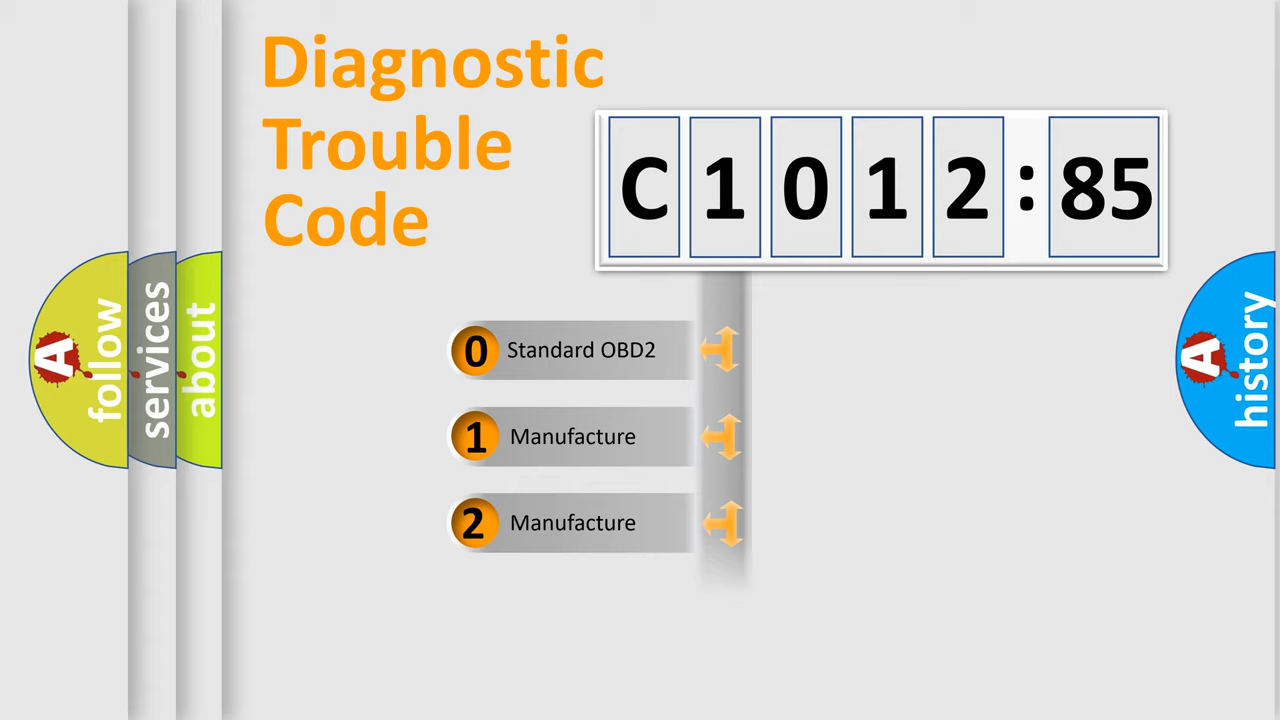 Diagnostic
Trouble
Code
C 1 0 1 2 : 85
0 Standard OBD2
1 Manufacture
2 Manufacture
A follow
services
about
A history